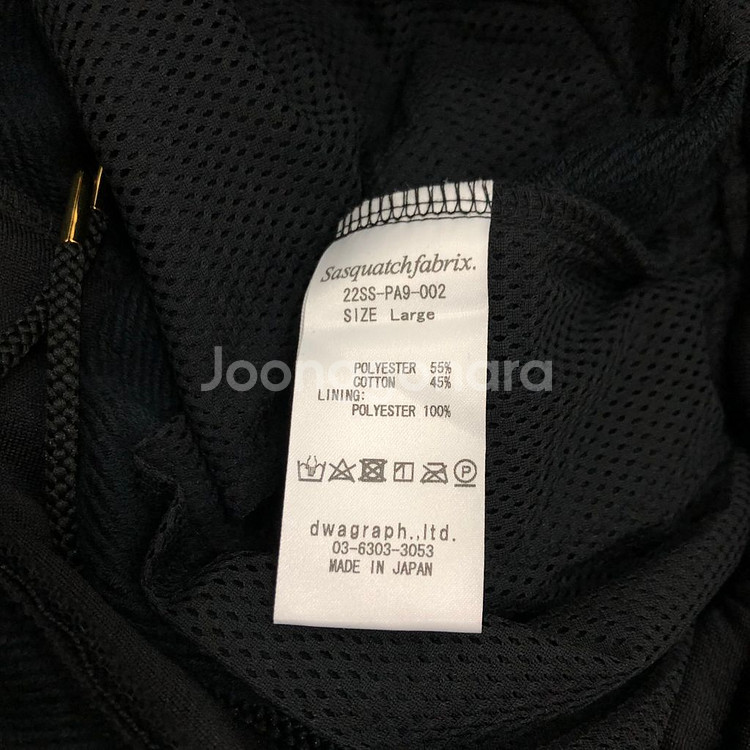 Sasquatchfabrix.
22SS-PA9-002
SIZE Large
POLYESTER 55%
COTTON 45%
LINING:
POLYESTER 100%
P
dwagraph.,ltd.
03-6303-3053
MADE IN JAPAN